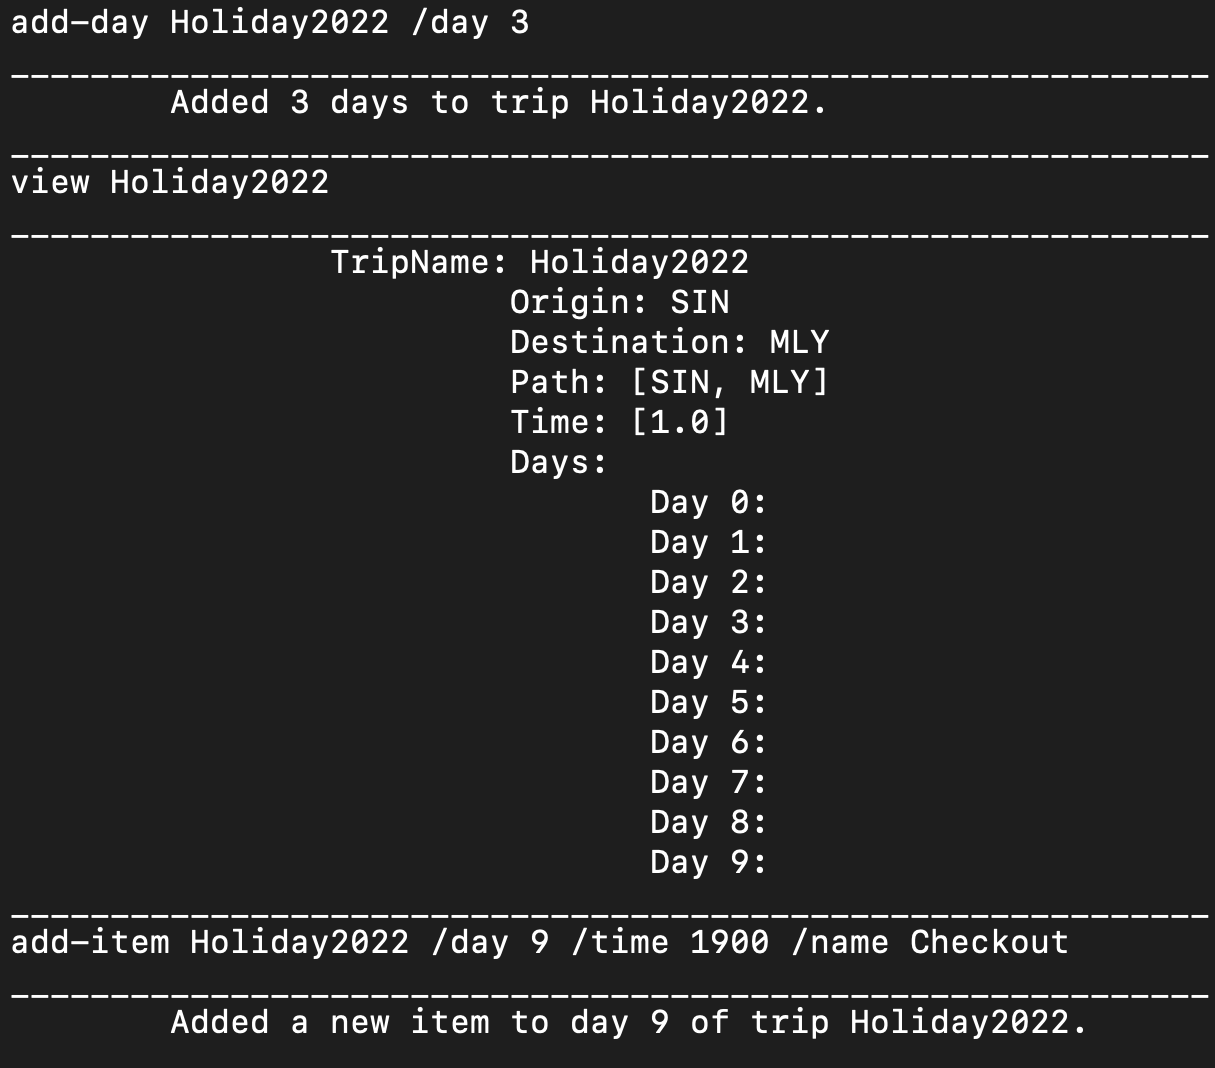 add-day Holiday2022 /day 3
____________________________________________________________
Added 3 days to trip Holiday2022.
____________________________________________________________
view Holiday2022
____________________________________________________________
TripName: Holiday2022
Origin: SIN
Destination: MLY
Path: [SIN, MLY]
Time: [1.0]
Days:
Day 0:
Day 1:
Day 2:
Day 3:
Day 4:
Day 5:
Day 6:
Day 7:
Day 8:
Day 9:
____________________________________________________________
add-item Holiday2022 /day 9 /time 1900 /name Checkout
____________________________________________________________
Added a new item to day 9 of trip Holiday2022.